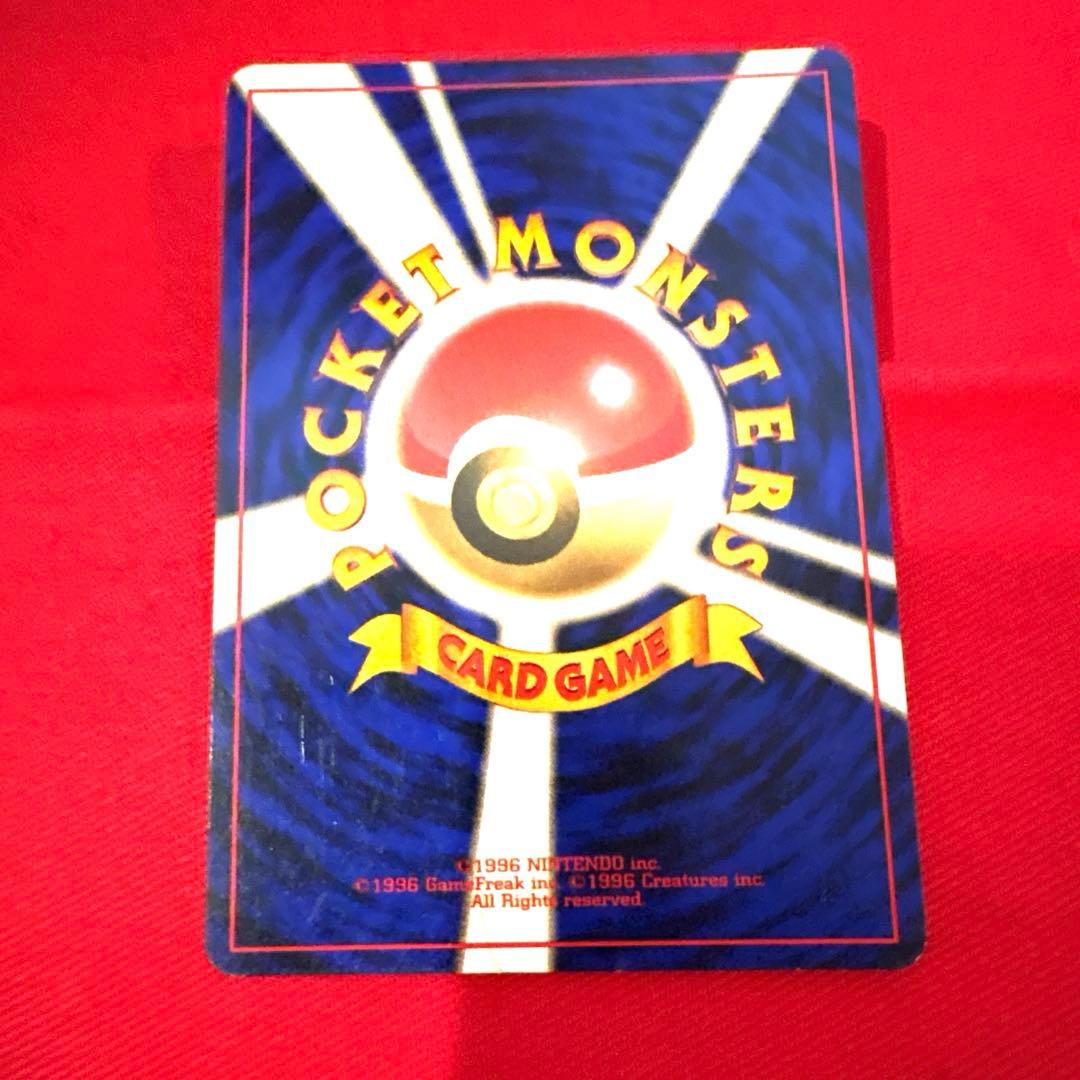 POCKET MONSTERS
CARD GAME
©1996 NINTENDO inc.
©1996 GameFreak inc. ©1996 Creatures inc.
All Rights reserved.